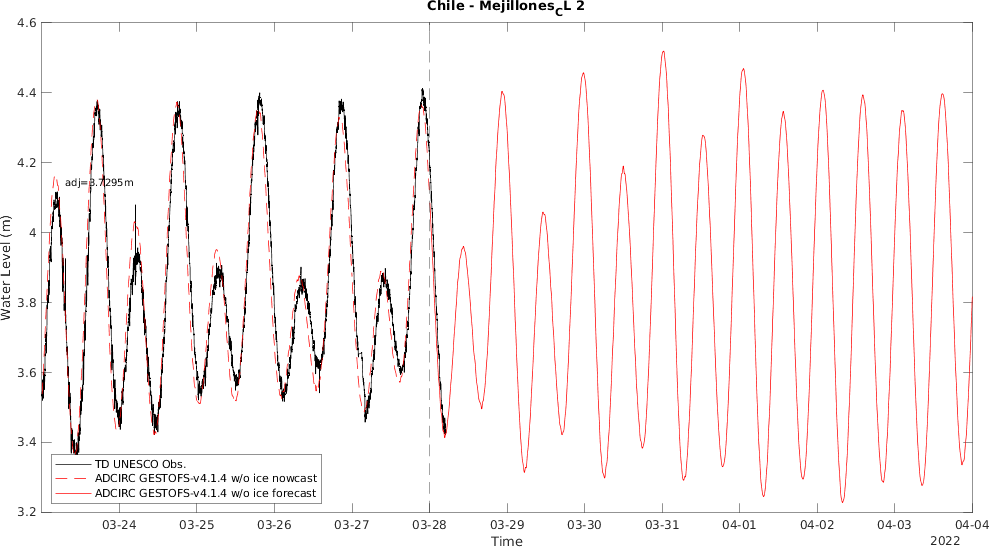 Chile - Mejillones_CL 2
4.6
4.4
4.2
4
3.8
3.6
3.4
3.2
Water Level (m)
adj=3.7295m
TD UNESCO Obs.
ADCIRC GESTOFS-v4.1.4 w/o ice nowcast
ADCIRC GESTOFS-v4.1.4 w/o ice forecast
03-24 03-25 03-26 03-27 03-28 03-29 03-30 03-31 04-01 04-02 04-03 04-04
Time
2022